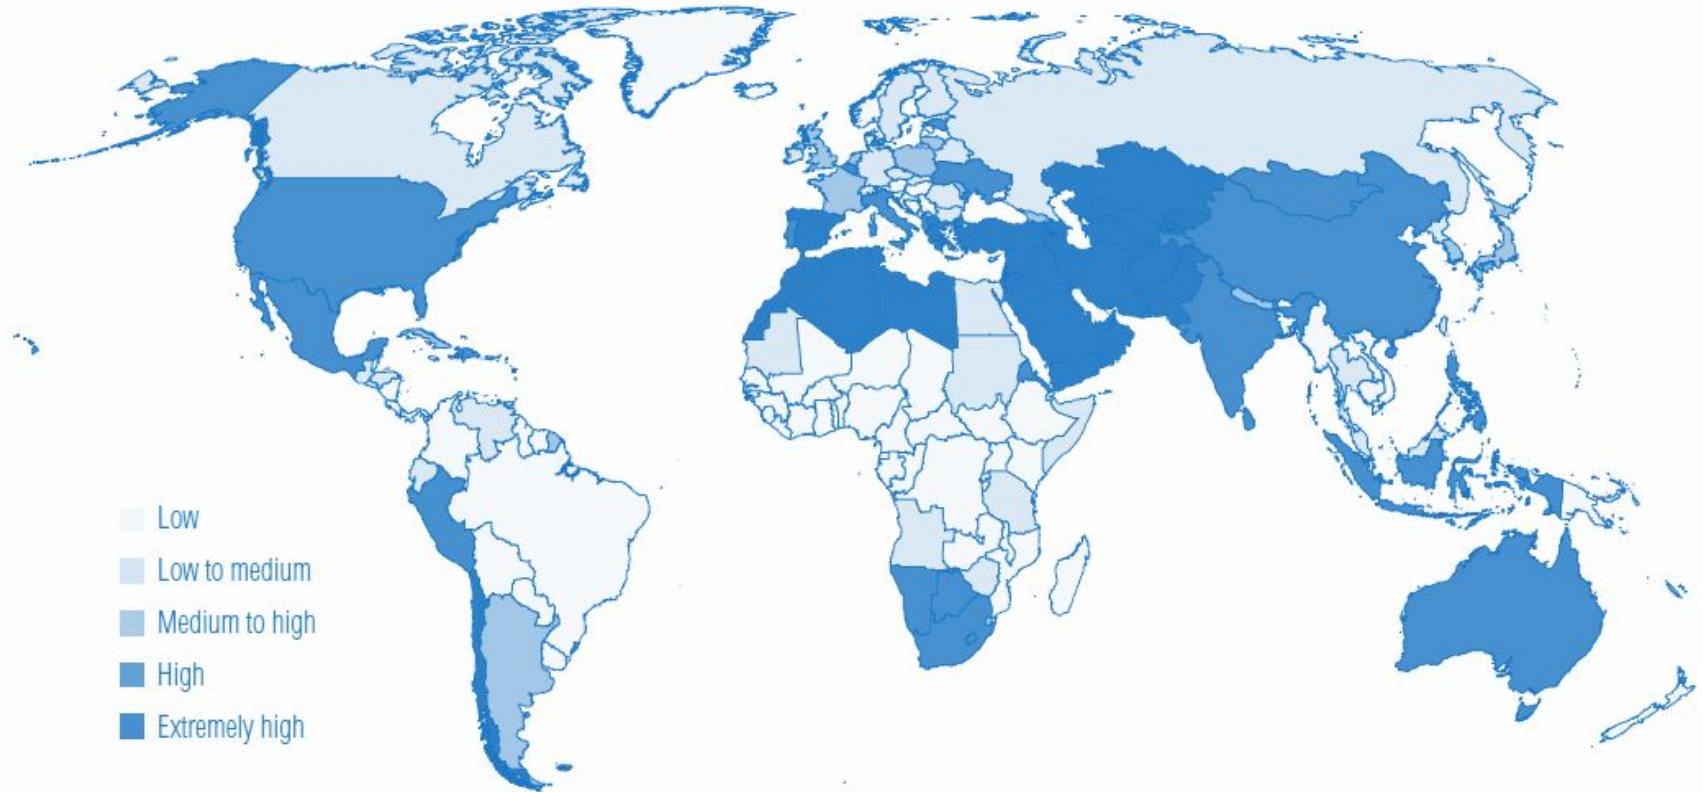 Low
Low to medium
Medium to high
High
Extremely high